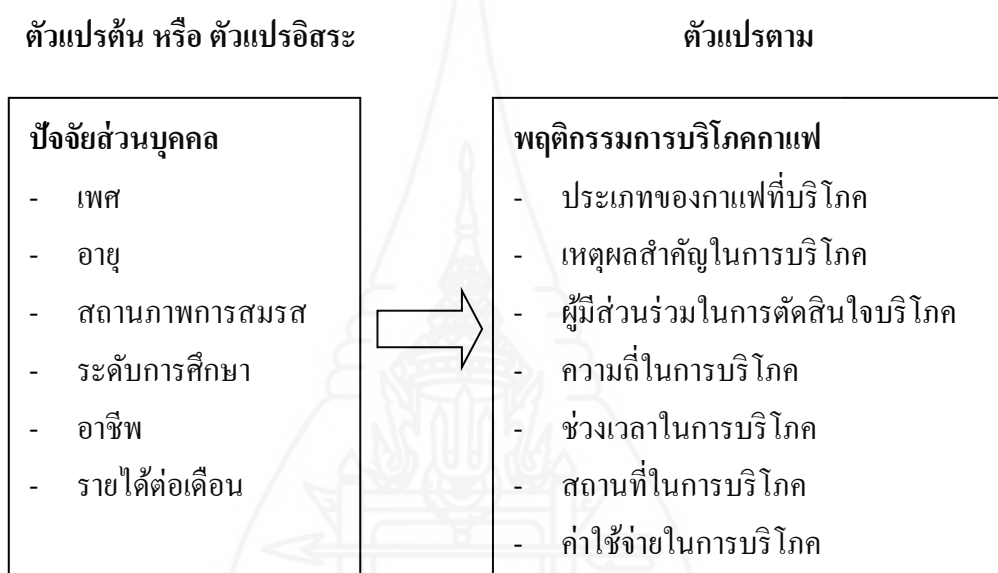 ตัวแปรต้น หรือ ตัวแปรอิสระ
ตัวแปรตาม
ปัจจัยส่วนบุคคล
- เพศ
- อายุ
- สถานภาพการสมรส
- ระดับการศึกษา
- อาชีพ
- รายได้ต่อเดือน
พฤติกรรมการบริโภคกาแฟ
- ประเภทของกาแฟที่บริโภค
- เหตุผลสำคัญในการบริโภค
- ผู้มีส่วนร่วมในการตัดสินใจบริโภค
- ความถี่ในการบริโภค
- ช่วงเวลาในการบริโภค
- สถานที่ในการบริโภค
- ค่าใช้จ่ายในการบริโภค